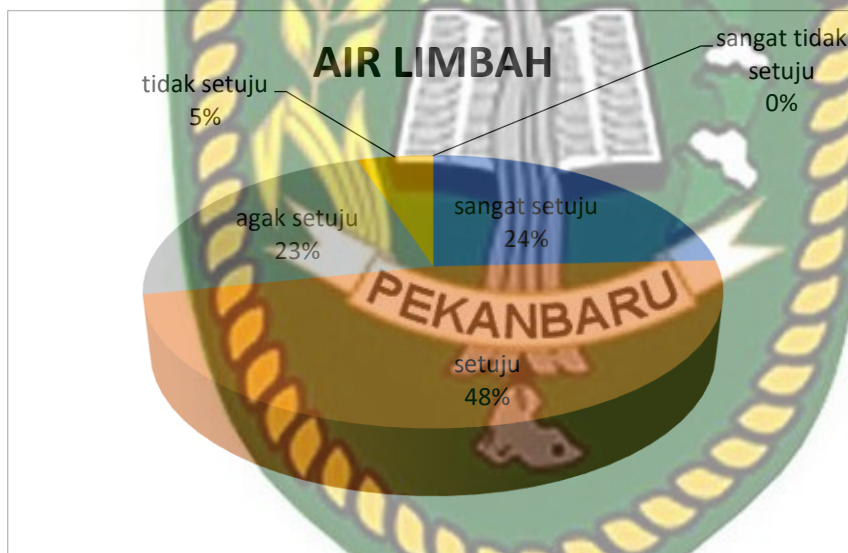 AIR LIMBAH
sangat tidak
setuju
0%
tidak setuju
5%
agak setuju
23%
sangat setuju
24%
PEKANBARU
setuju
48%